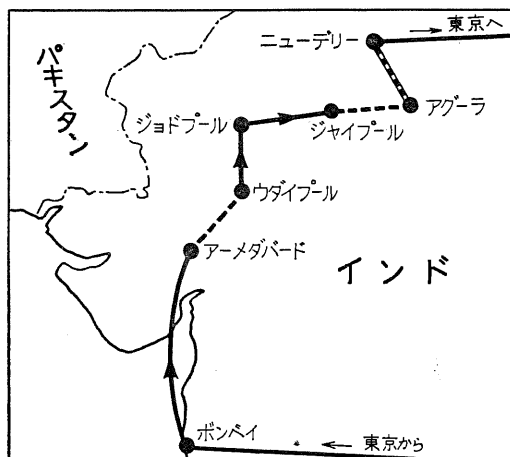 パキスタン
ニューデリー
→ 東京へ
ジョドプール
ジャイプール
アグーラ
ウダイプール
アーメダバード
インド
ボンベイ
← 東京から